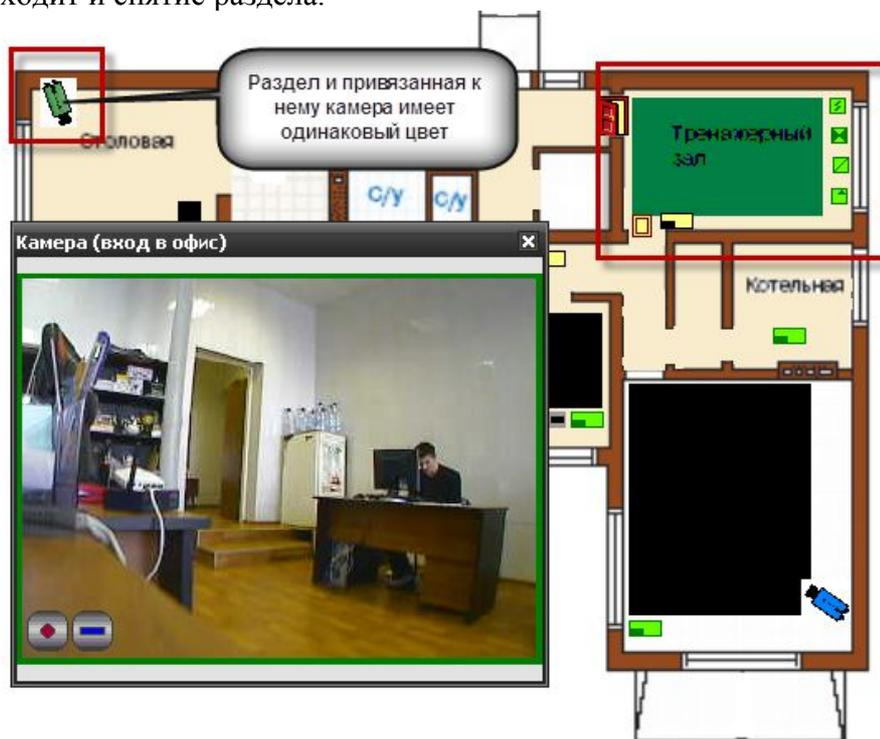 ходит и снятие раздела.
Раздел и привязанная к
нему камера имеет
одинаковый цвет
Столовая
Тренажерный
зал
С/у
С/у
Камера (вход в офис)
Котельная